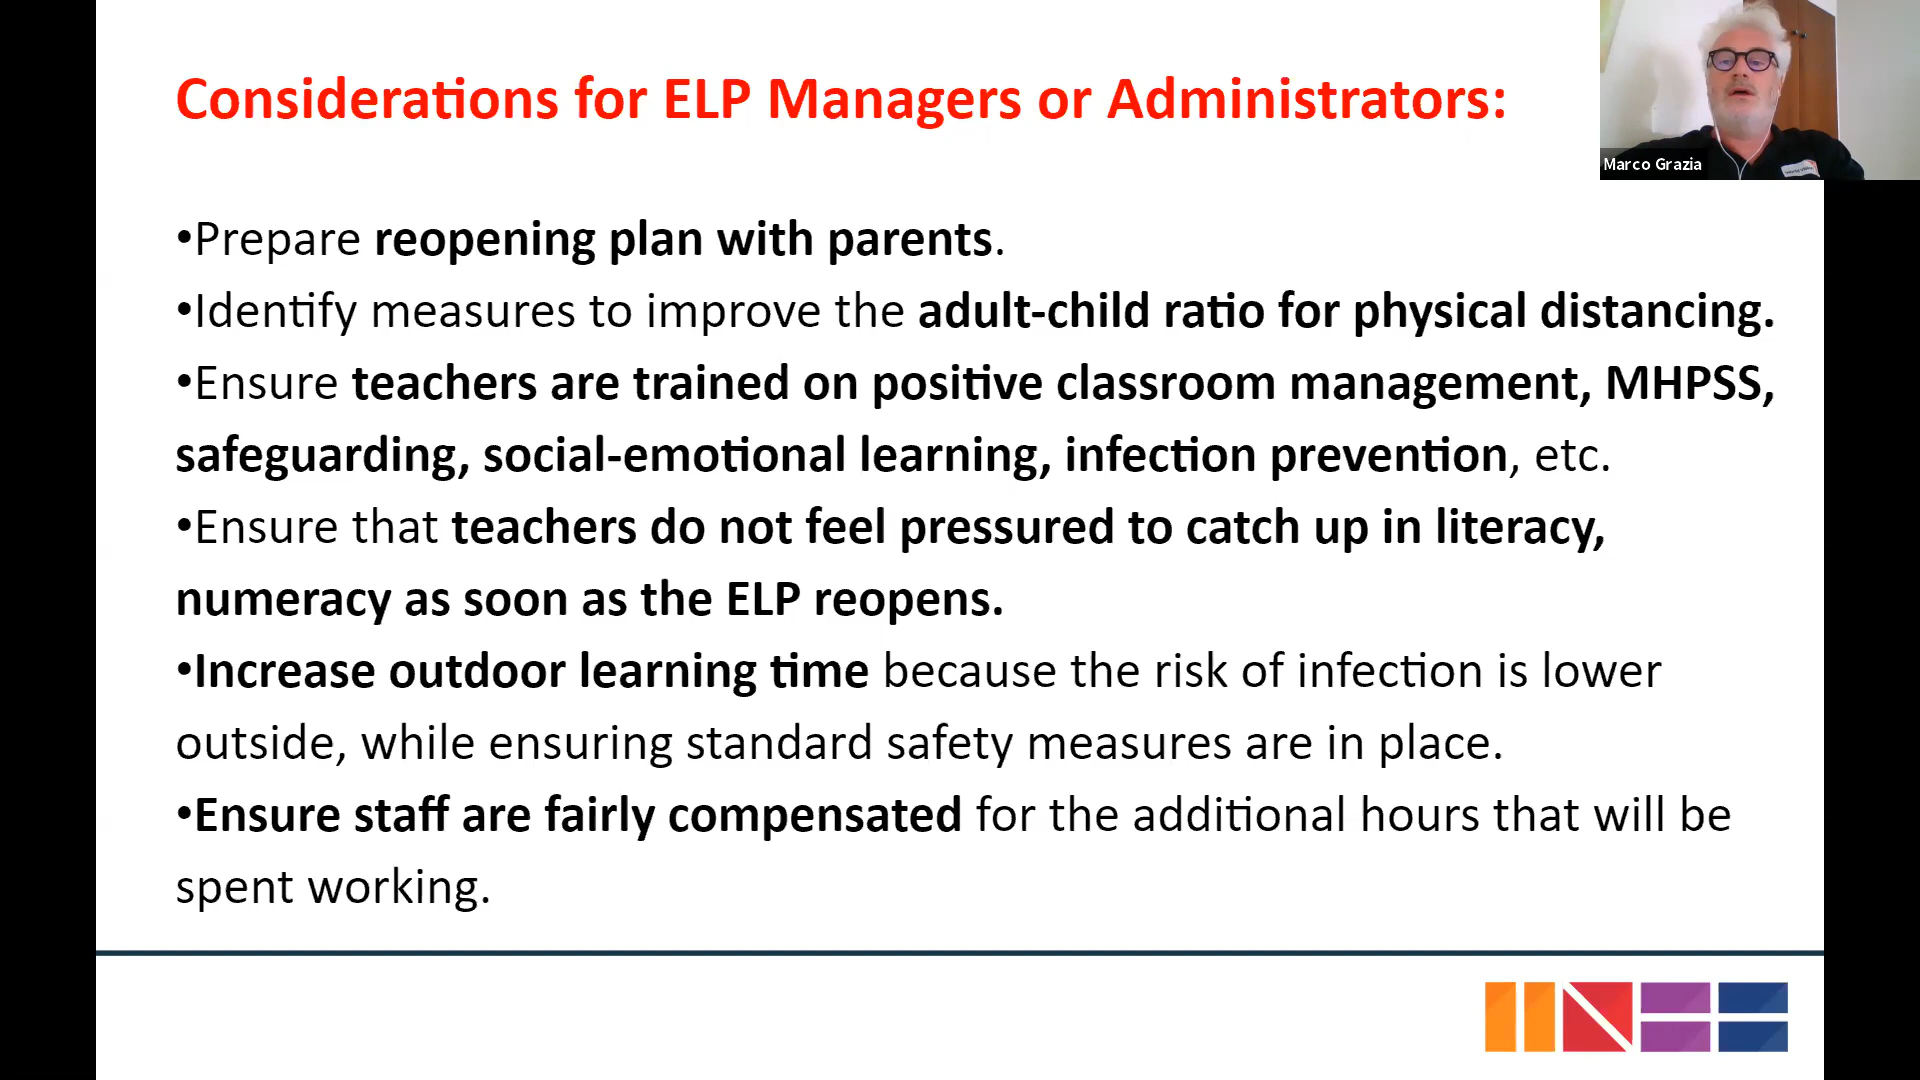 Considerations for ELP Managers or Administrators:
Marco Grazia
•Prepare reopening plan with parents.
•Identify measures to improve the adult-child ratio for physical distancing.
•Ensure teachers are trained on positive classroom management, MHPSS,
safeguarding, social-emotional learning, infection prevention, etc.
•Ensure that teachers do not feel pressured to catch up in literacy,
numeracy as soon as the ELP reopens.
•Increase outdoor learning time because the risk of infection is lower
outside, while ensuring standard safety measures are in place.
•Ensure staff are fairly compensated for the additional hours that will be
spent working.
INEE